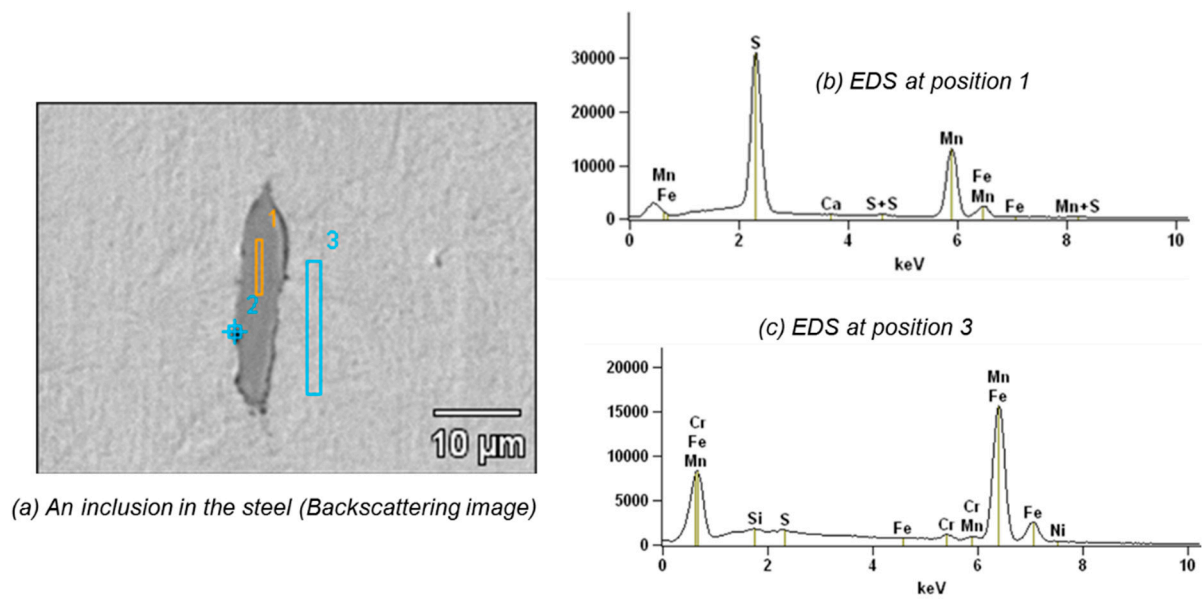 1
2
3
10 µm
(a) An inclusion in the steel (Backscattering image)
(b) EDS at position 1
30000
20000
10000
0
Mn
Fe
S
Ca
S+S
Mn
Fe
Mn
Fe
Mn+S
0 2 4 6 8 10
keV
(c) EDS at position 3
20000
15000
10000
5000
0
Cr
Fe
Mn
Si
S
Fe
Cr
Cr
Mn
Mn
Fe
Fe
Ni
0 2 4 6 8 10
keV